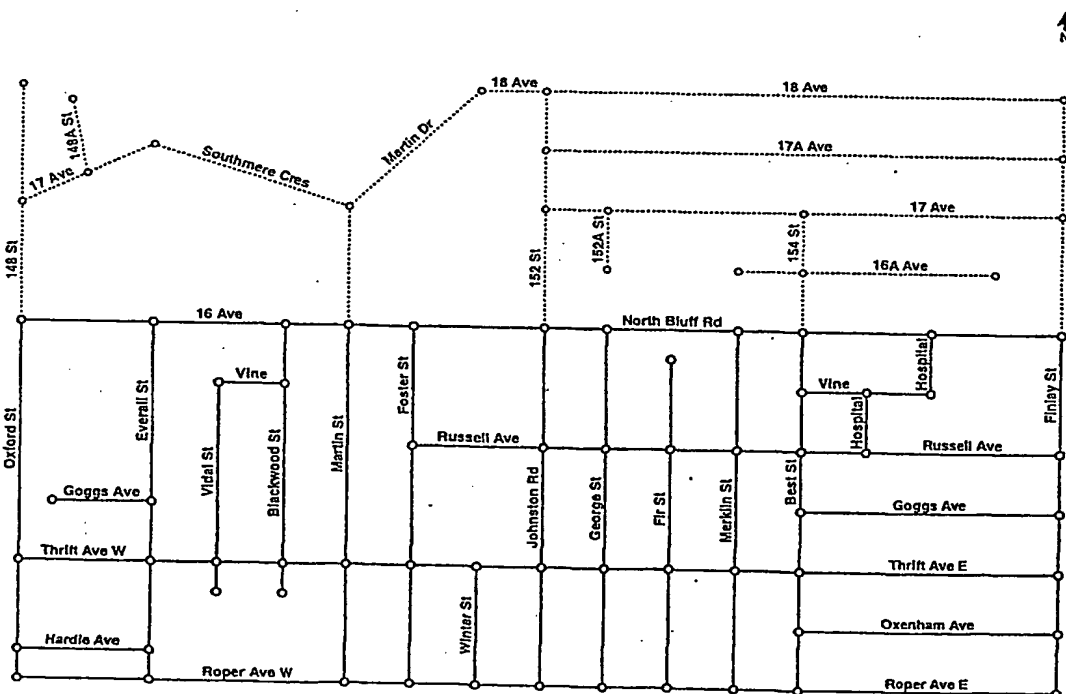 N
18 Ave
18 Ave
148A St
Martin Dr
17A Ave
Southmere Cres
17 Ave
17 Ave
152A St
154 St
148 St
152 St
16A Ave
16 Ave
North Bluff Rd
Hospital
Vine
Vine
Foster St
Everall St
Finlay St
Oxford St
Hospital
Russell Ave
Russell Ave
Martin St
Vidal St
Blackwood St
Johnston Rd
George St
Fir St
Merklin St
Best St
Goggs Ave
Goggs Ave
Thrift Ave W
Thrift Ave E
Winter St
Oxenham Ave
Hardie Ave
Roper Ave W
Roper Ave E